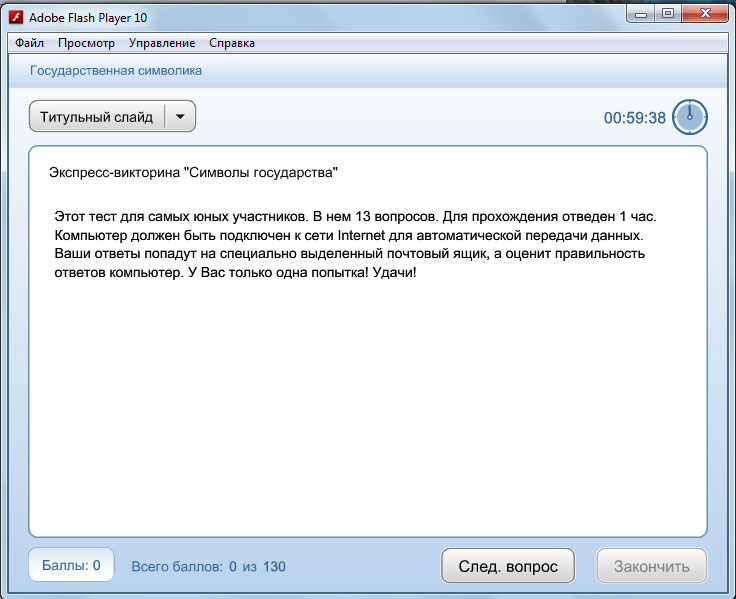 Adobe Flash Player 10
Файл Просмотр Управление Справка
Государственная символика
Титульный слайд
00:59:38
Экспресс-викторина "Символы государства"
Этот тест для самых юных участников. В нем 13 вопросов. Для прохождения отведен 1 час.
Компьютер должен быть подключен к сети Internet для автоматической передачи данных.
Ваши ответы попадут на специально выделенный почтовый ящик, а оценит правильность
ответов компьютер. У Вас только одна попытка! Удачи!
Баллы: 0 Всего баллов: 0 из 130 След. вопрос Закончить